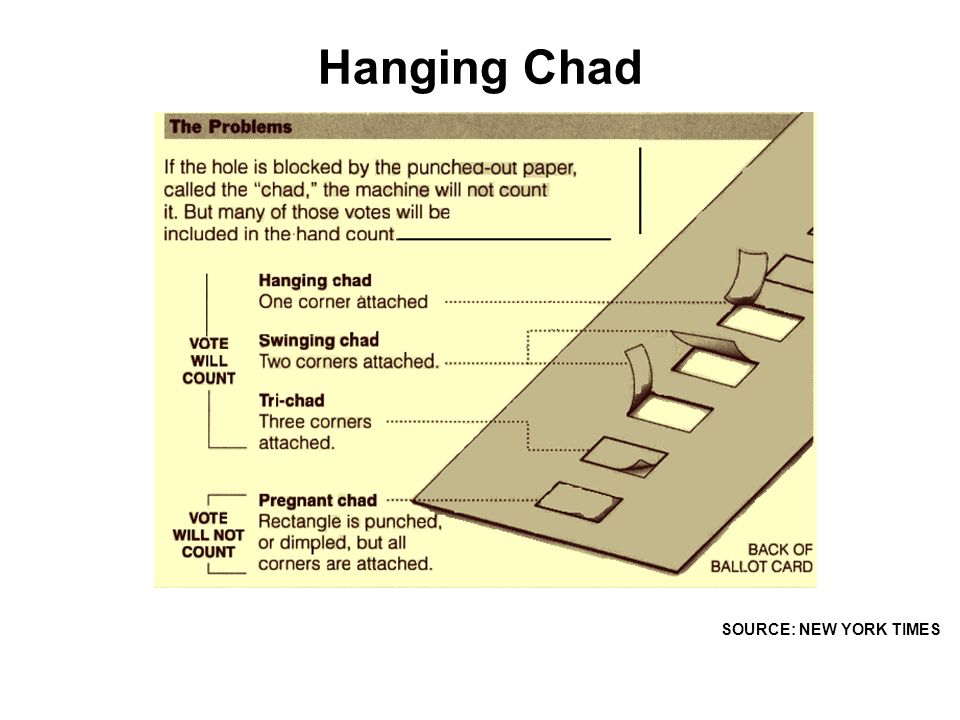 Hanging Chad
The Problems
If the hole is blocked by the punched-out paper,
called the “chad,” the machine will not count
it. But many of those votes will be
included in the hand count.
Hanging chad
One corner attached
Swinging chad
Two corners attached.
Tri-chad
Three corners
attached.
VOTE
WILL
COUNT
Pregnant chad
Rectangle is punched,
or dimpled, but all
corners are attached.
VOTE
WILL NOT
COUNT
BACK OF
BALLOT CARD
SOURCE: NEW YORK TIMES